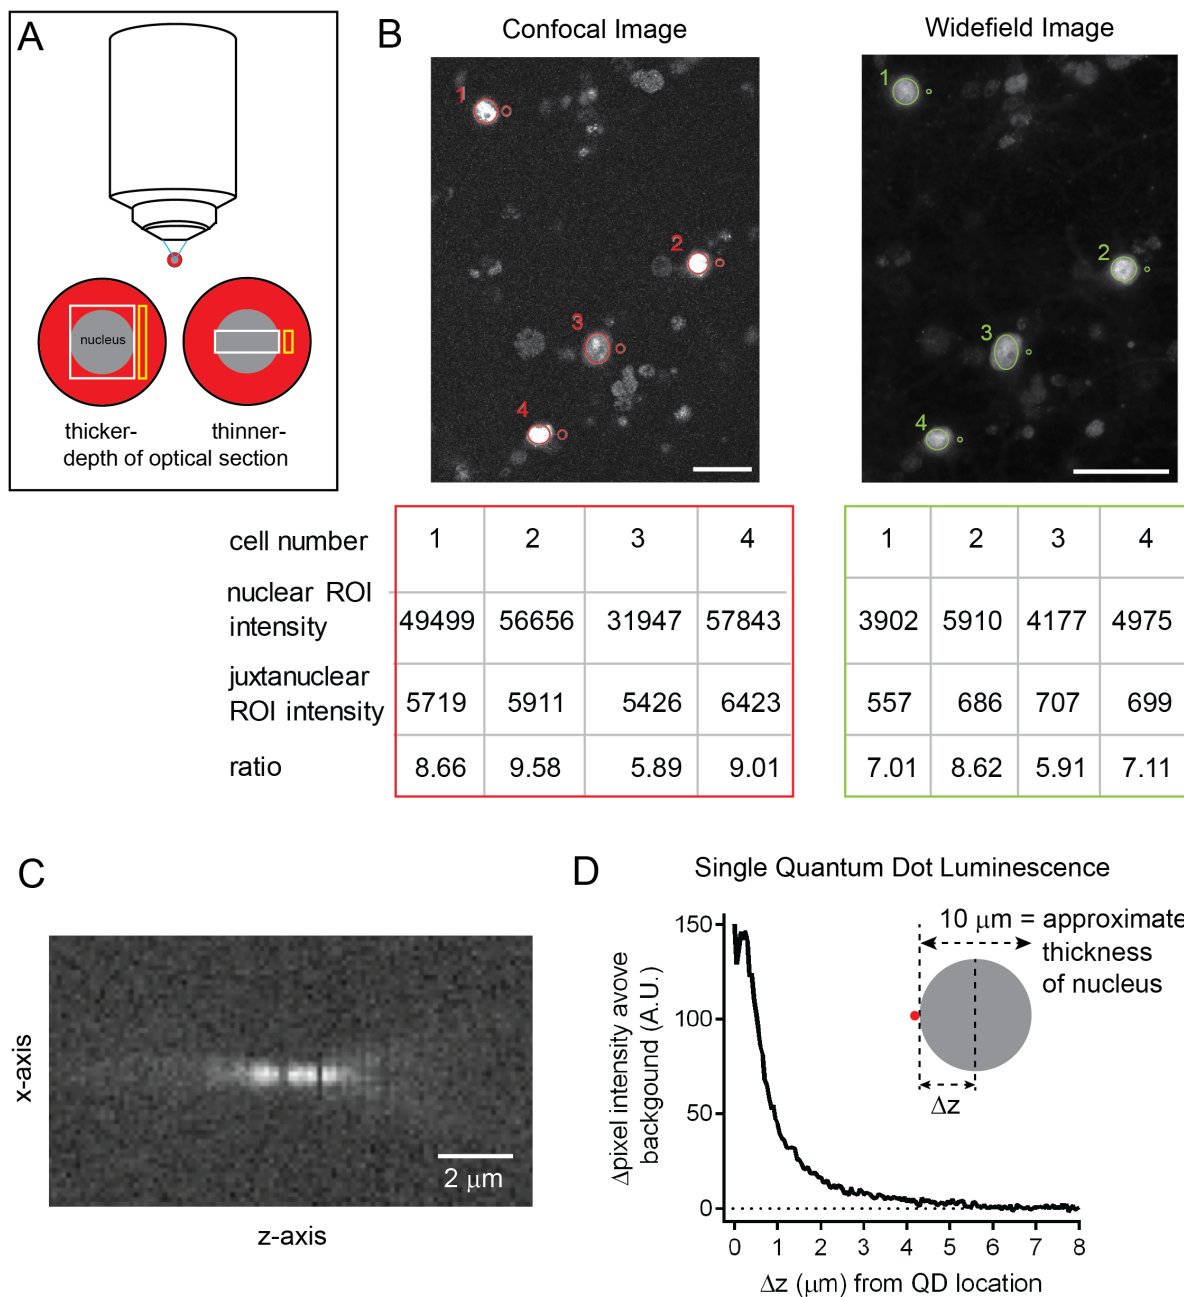 A
nucleus
thicker-
thinner-
depth of optical section
B
Confocal Image
Widefield Image
1
2
3
4
1
2
3
4
cell number 1 2 3 4 1 2 3 4
nuclear ROI
intensity 49499 56656 31947 57843 3902 5910 4177 4975
juxtanuclear
ROI intensity 5719 5911 5426 6423 557 686 707 699
ratio 8.66 9.58 5.89 9.01 7.01 8.62 5.91 7.11
C
x-axis
2 μm
z-axis
D
Single Quantum Dot Luminescence
Δpixel intensity avove
backgound (A.U.)
150
100
50
0
10 μm = approximate
thickness
of nucleus
Δz
0 1 2 3 4 5 6 7 8
Δz (μm) from QD location